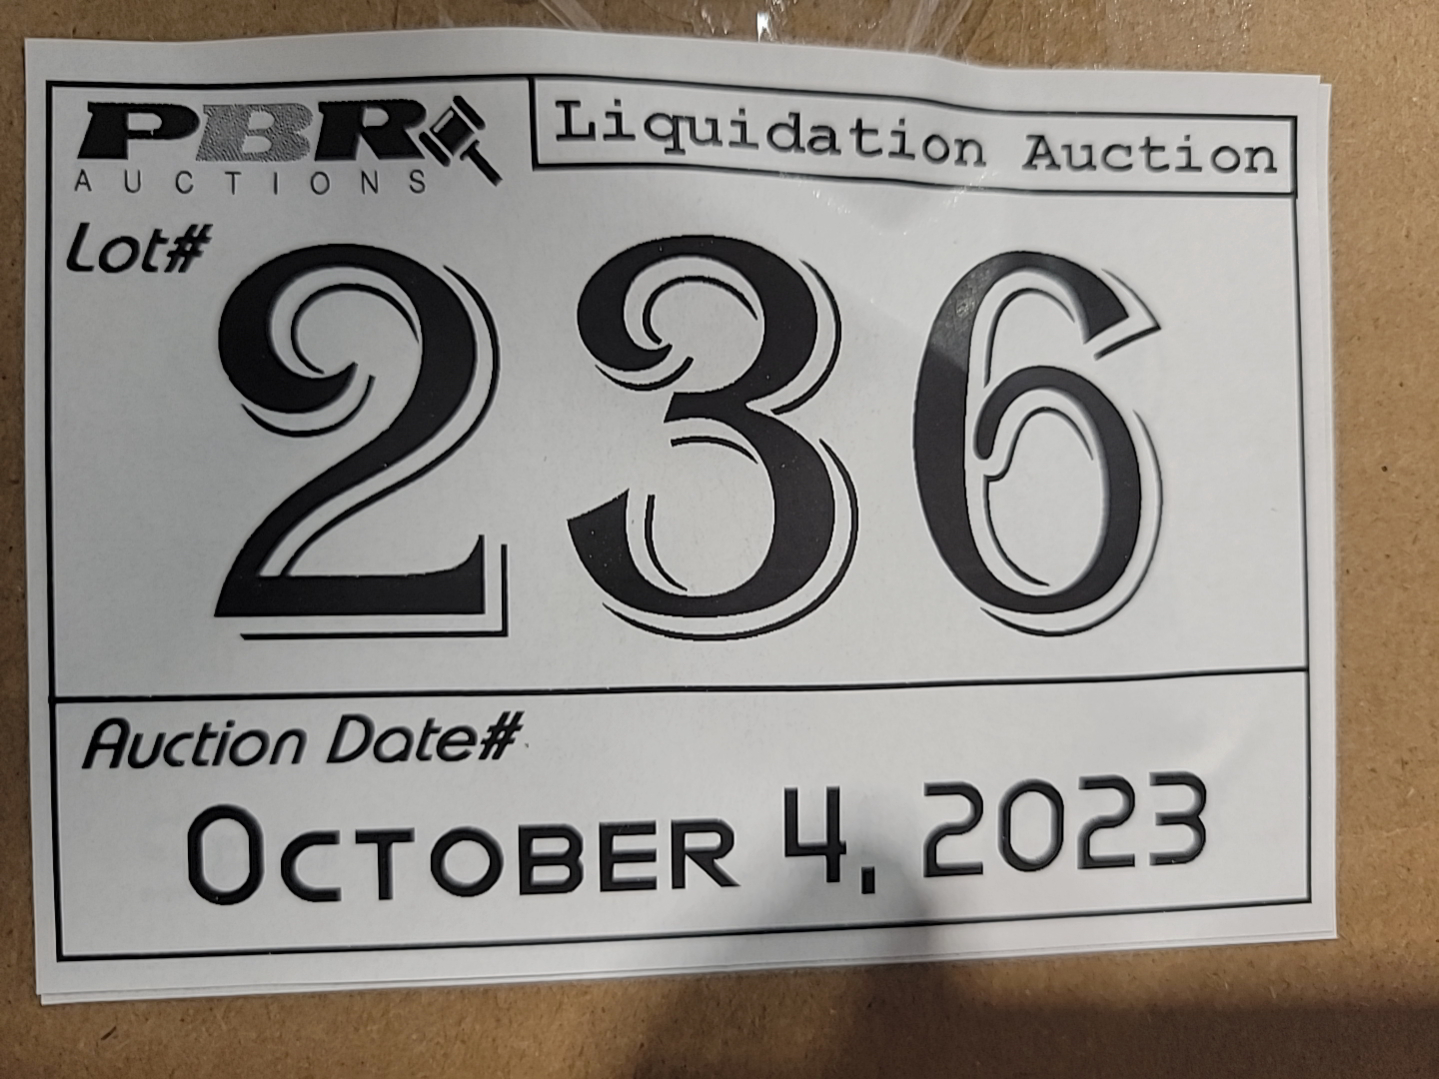 PBR
AUCTIONS
Liquidation Auction
Lot#
236
Auction Date#
OCTOBER 4, 2023